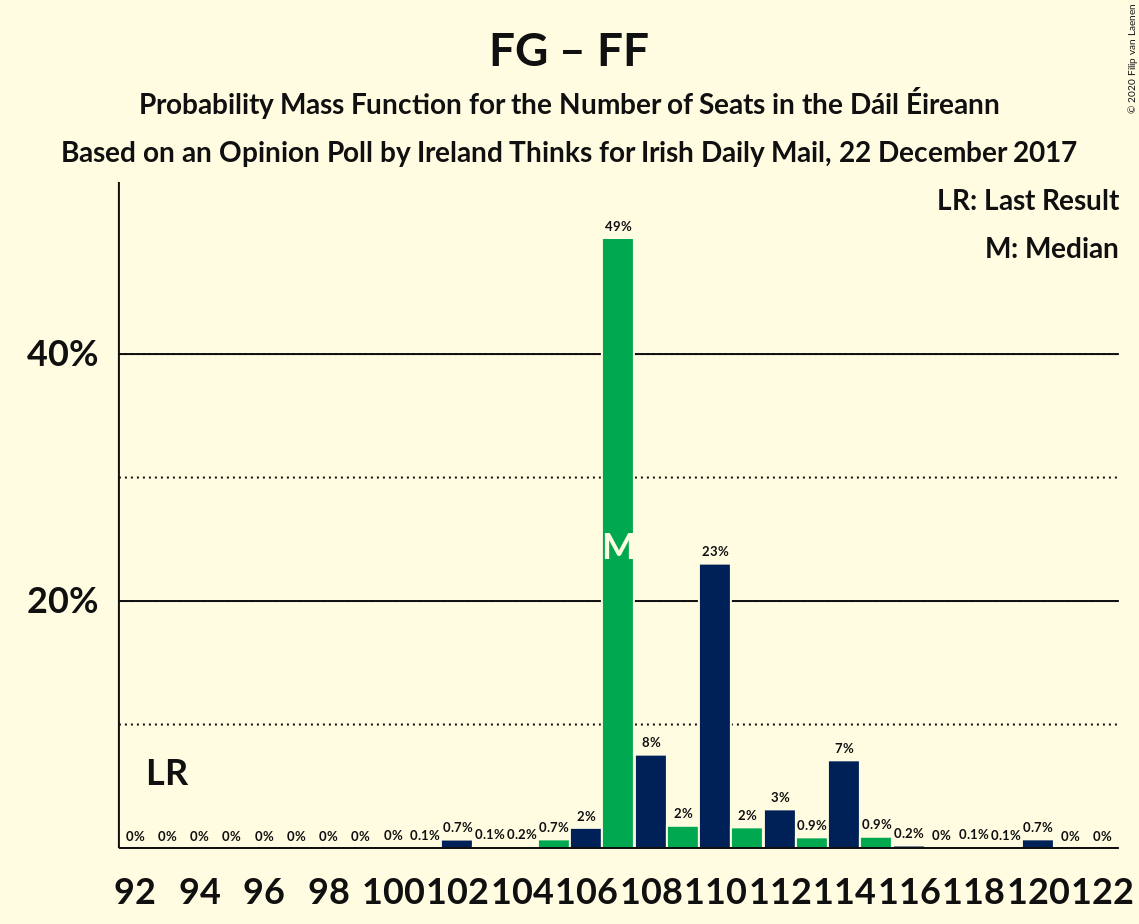 FG – FF
Probability Mass Function for the Number of Seats in the Dáil Éireann
Based on an Opinion Poll by Ireland Thinks for Irish Daily Mail, 22 December 2017
© 2020 Filip van Laenen
LR: Last Result
M: Median
49%
40%
M
23%
20%
8%
7%
LR
3%
2%
2%
2%
0% 0% 0% 0% 0% 0% 0% 0% 0% 0.1% 0.7% 0.1% 0.2% 0.7% 0.9% 0.9% 0.2% 0% 0.1% 0.1% 0.7% 0% 0%
92 94 96 98 100 102 104 106 108 110 112 114 116 118 120 122